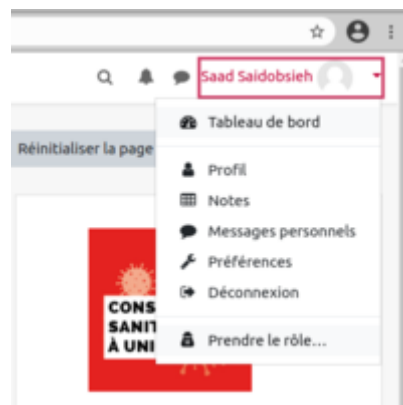 Saad Saidobsieh
Tableau de bord
Réinitialiser la page
Profil
Notes
Messages personnels
Préférences
Déconnexion
CONS
SANIT
À UNI
Prendre le rôle...